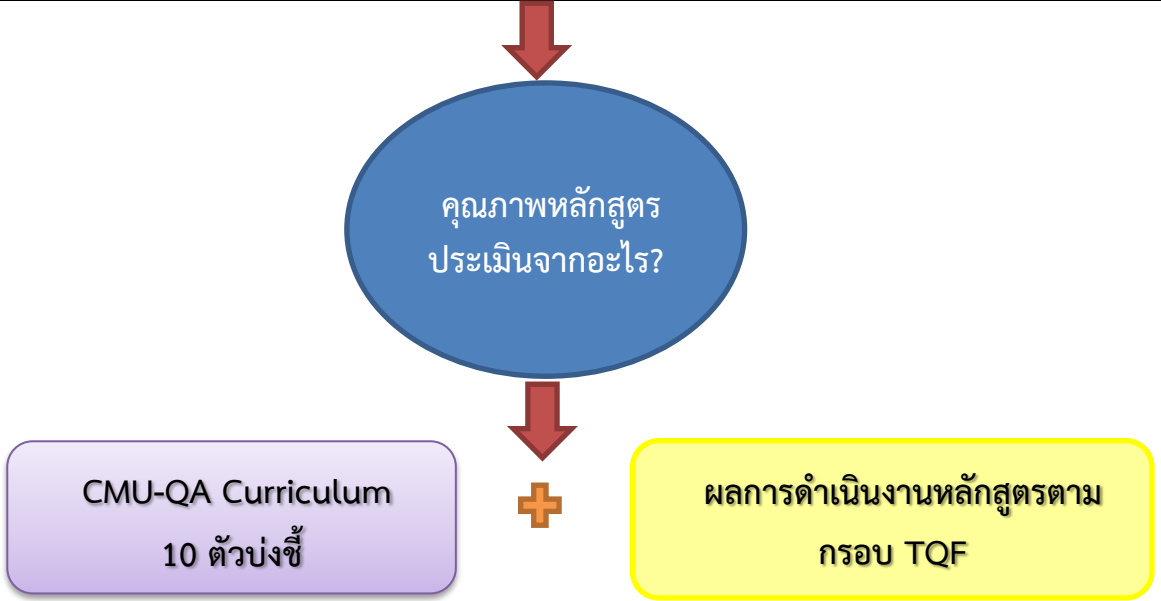 คุณภาพหลักสูตร
ประเมินจากอะไร?
CMU-QA Curriculum
10 ตัวบ่งชี้
ผลการดำเนินงานหลักสูตรตาม
กรอบ TQF